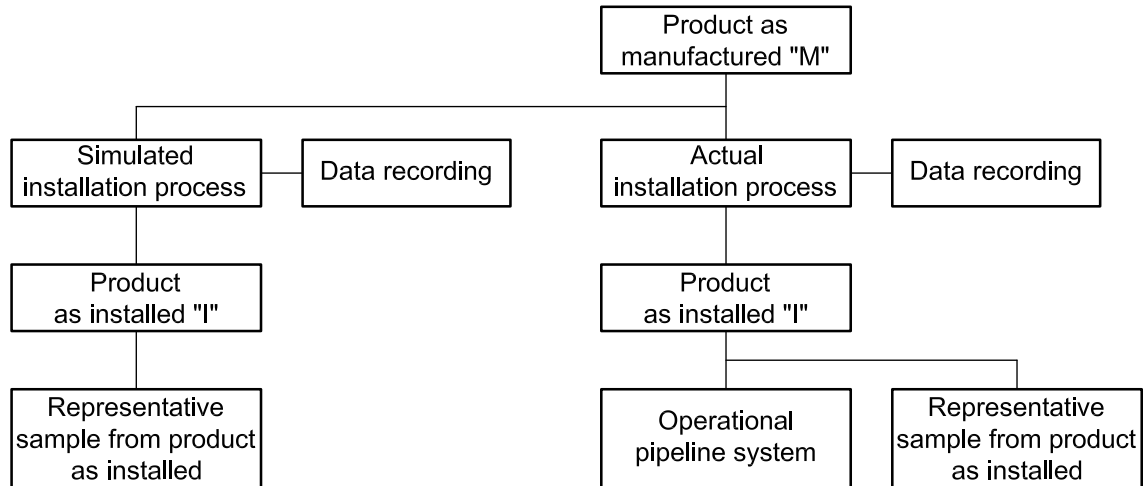 Product as
manufactured "M"
Simulated
installation process
Data recording
Actual
installation process
Data recording
Product
as installed "I"
Product
as installed "I"
Representative
sample from product
as installed
Operational
pipeline system
Representative
sample from product
as installed